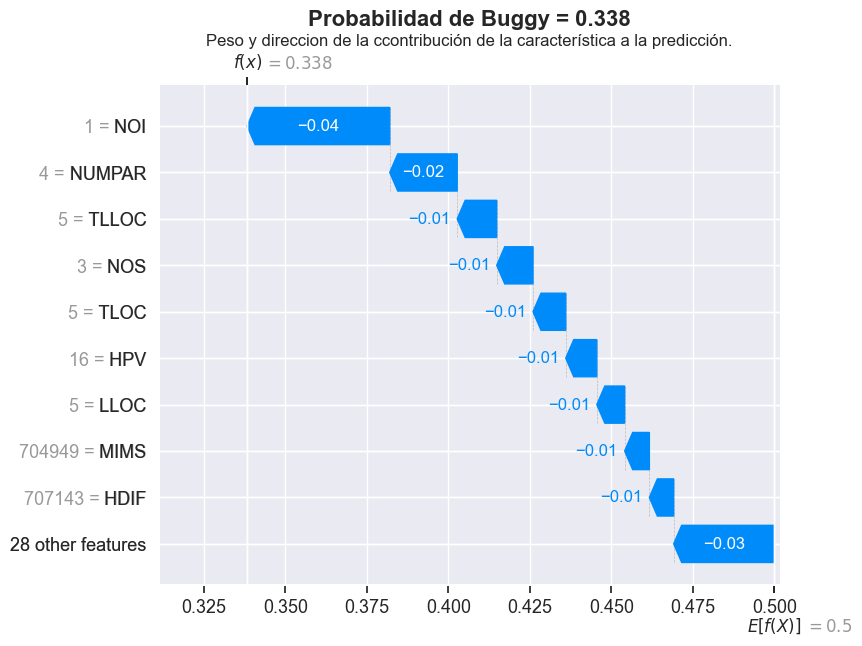 Probabilidad de Buggy = 0.338
Peso y direccion de la ccontribución de la característica a la predicción.
f(x) = 0.338
1 = NOI
−0.04
4 = NUMPAR
−0.02
5 = TLLOC
−0.01
3 = NOS
−0.01
5 = TLOC
−0.01
16 = HPV
−0.01
5 = LLOC
−0.01
704949 = MIMS
−0.01
707143 = HDIF
−0.01
28 other features
−0.03
0.325 0.350 0.375 0.400 0.425 0.450 0.475 0.500
E[f(X)] = 0.5